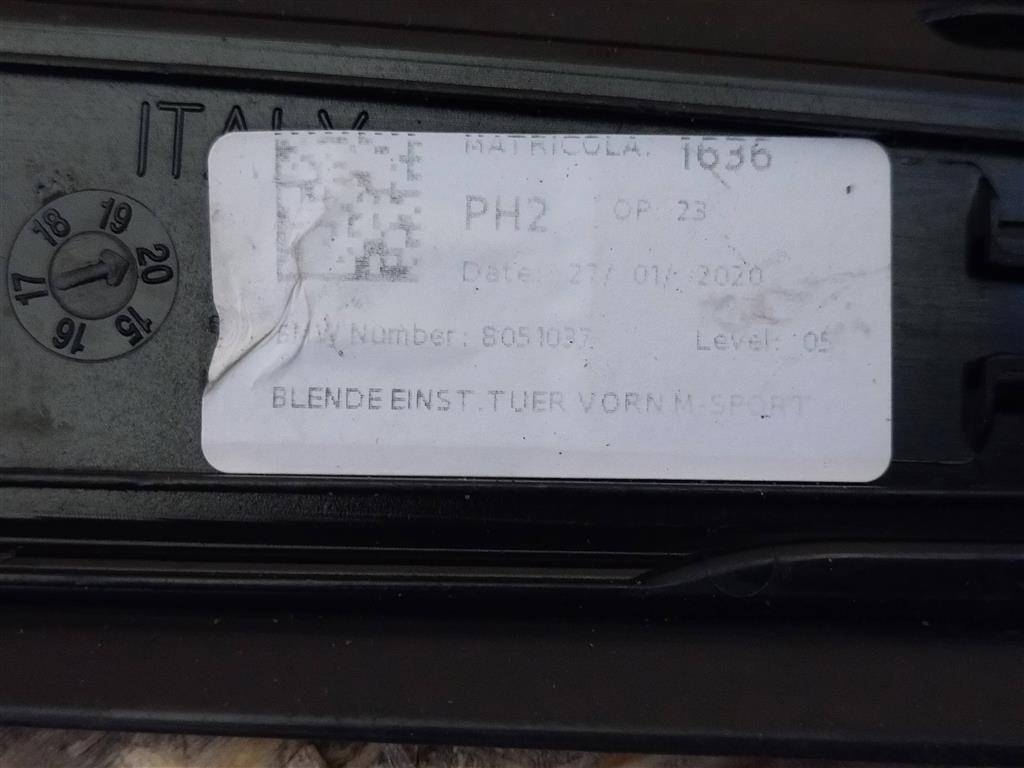 ITALY
MATRICOLA: 1636
PH2 OP 23
Date: 27/ 01/ 2020
BMW Number: 8051037 Level: 05
BLENDE EINST. TUER VORN M-SPORT
15 16 17 18 19 20